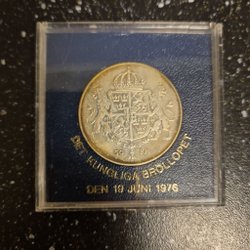 DET KUNGLIGA BRÖLLOPET
DEN 19 JUNI 1976